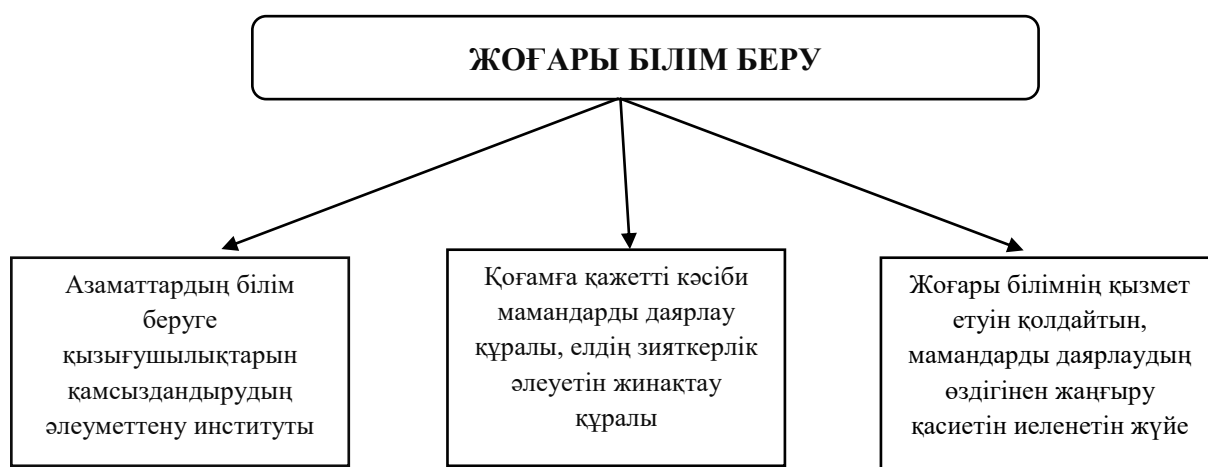 ЖОҒАРЫ БІЛІМ БЕРУ
Азаматтардың білім
беруге
қызығушылықтарын
қамсыздандырудың
әлеуметтену институты
Қоғамға қажетті кәсіби
мамандарды даярлау
құралы, елдің зияткерлік
әлеуетін жинақтау
құралы
Жоғары білімнің қызмет
етуін қолдайтын,
мамандарды даярлаудың
өздігінен жаңғыру
қасиетін иеленетін жүйе